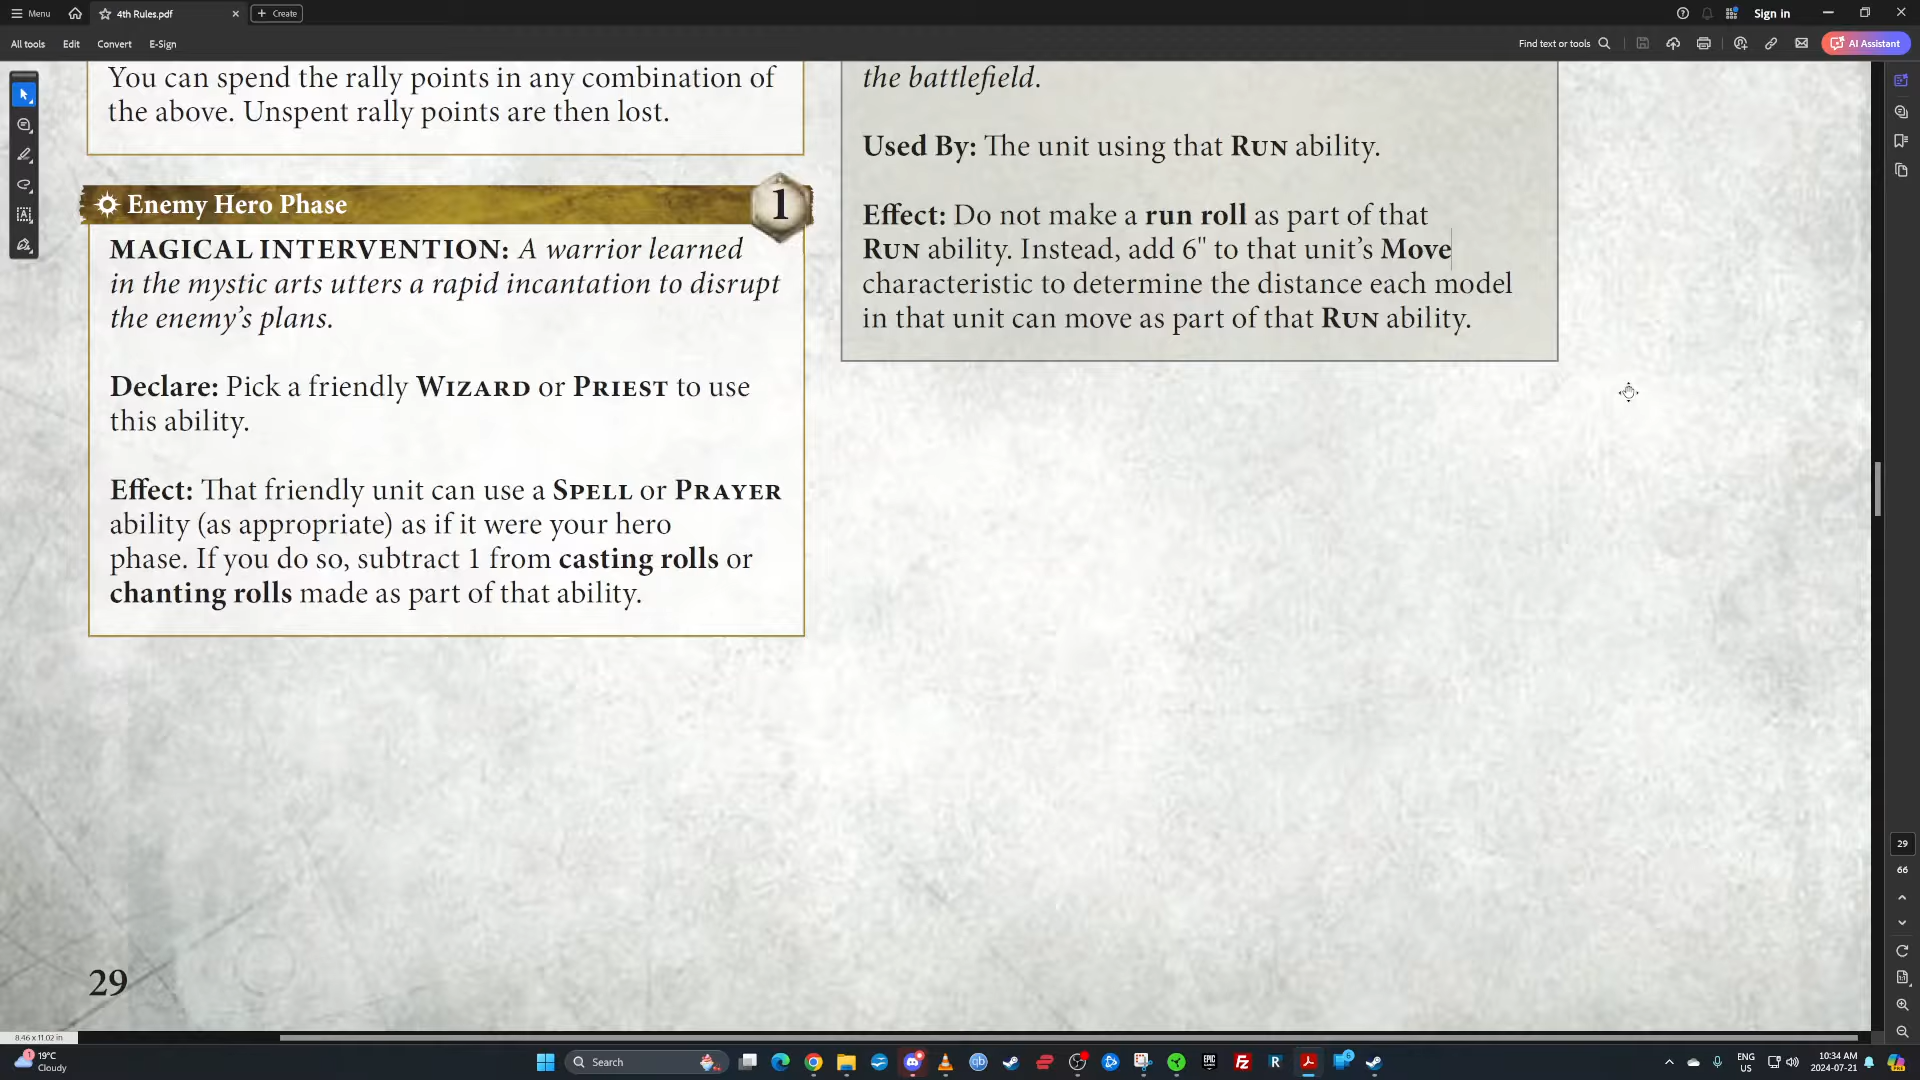 Menu
4th Rules.pdf
Create
Sign in
All tools
Edit
Convert
E-Sign
Find text or tools
AI Assistant
You can spend the rally points in any combination of
the above. Unspent rally points are then lost.
Enemy Hero Phase
1
MAGICAL INTERVENTION: A warrior learned
in the mystic arts utters a rapid incantation to disrupt
the enemy's plans.
Declare: Pick a friendly WIZARD or PRIEST to use
this ability.
Effect: That friendly unit can use a SPELL or PRAYER
ability (as appropriate) as if it were your hero
phase. If you do so, subtract 1 from casting rolls or
chanting rolls made as part of that ability.
29
the battlefield.
Used By: The unit using that RUN ability.
Effect: Do not make a run roll as part of that
RUN ability. Instead, add 6" to that unit's Move
characteristic to determine the distance each model
in that unit can move as part of that RUN ability.
29
66
8.46 x 11.02 in
1
19°C
Cloudy
Search
ENG
US
10:34 AM
2024-07-21